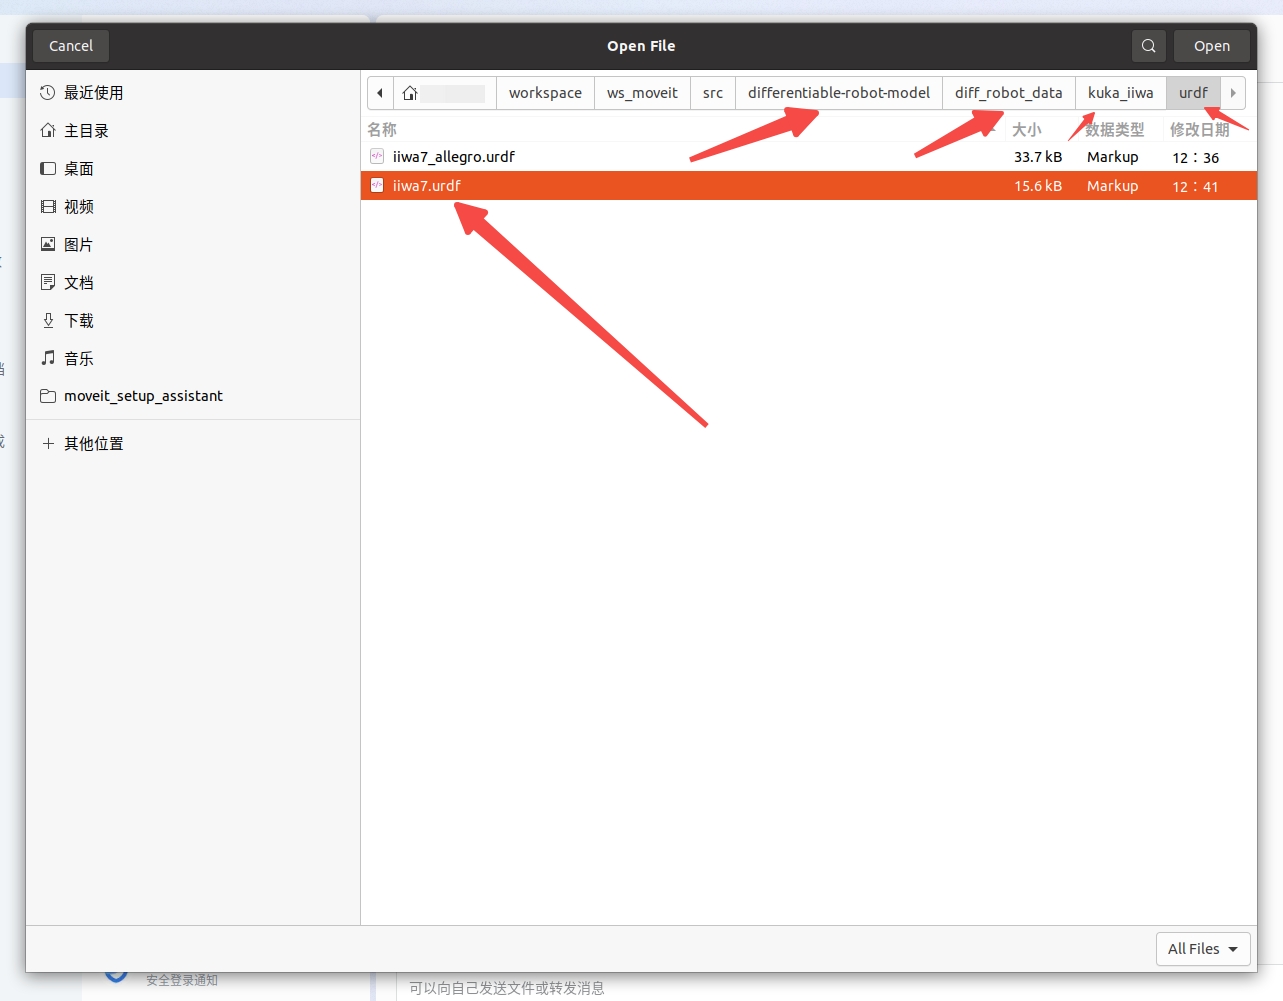 Cancel
Open File
Open
最近使用
主目录
桌面
视频
图片
文档
下载
音乐
moveit_setup_assistant
其他位置
workspace ws_moveit src differentiable-robot-model diff_robot_data kuka_iiwa urdf
名称 大小 数据类型 修改日期
iiwa7_allegro.urdf 33.7 kB Markup 12：36
iiwa7.urdf 15.6 kB Markup 12：41
All Files
安全登录通知
可以向自己发送文件或转发消息